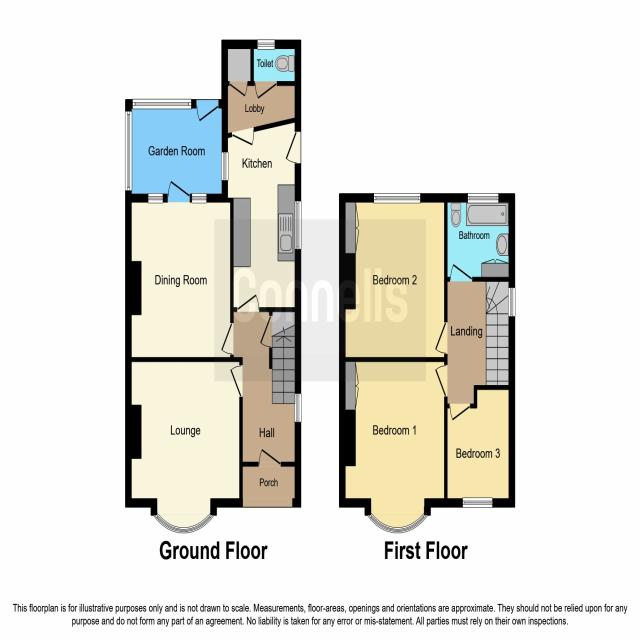 Toilet
Lobby
Garden Room
Kitchen
Dining Room
Lounge
Hall
Porch
Bathroom
Bedroom 2
Landing
Bedroom 1
Bedroom 3
Connells
Ground Floor
First Floor
This floorplan is for illustrative purposes only and is not drawn to scale. Measurements, floor-areas, openings and orientations are approximate. They should not be relied upon for any
purpose and do not form any part of an agreement. No liability is taken for any error or mis-statement. All parties must rely on their own inspections.